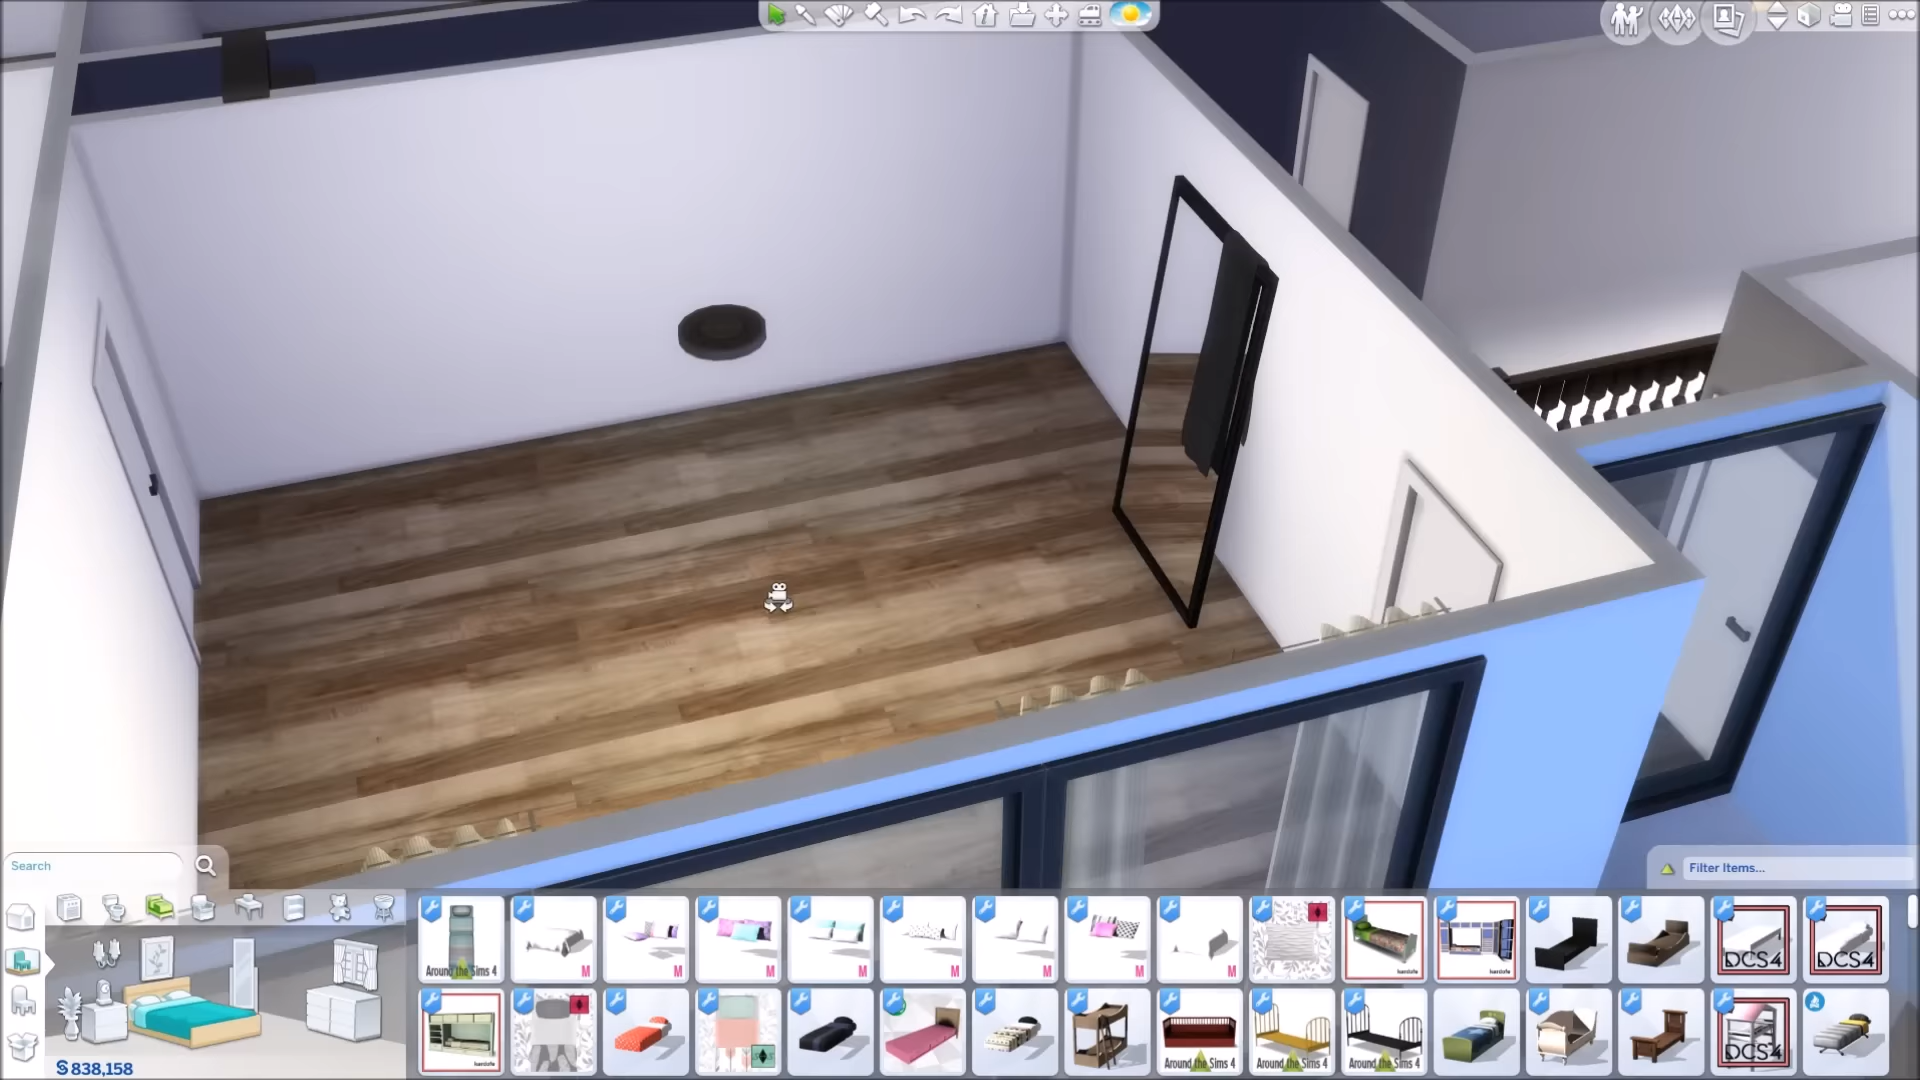 Search
Filter Items...
Around the Sims 4
M
M
M
M
M
M
M
M
DCS4
DCS4
Around the Sims 4
Around the Sims 4
Around the Sims 4
DCS4
§838,158